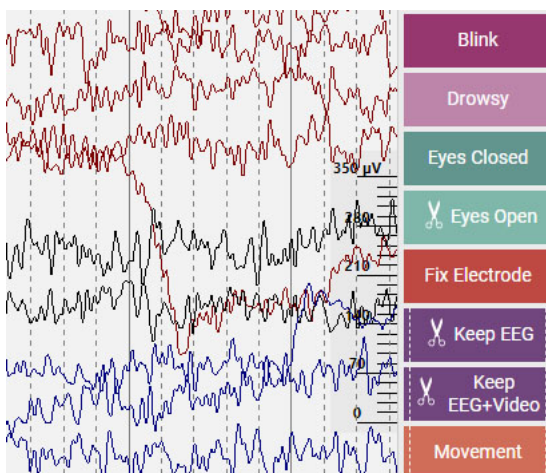 Blink
Drowsy
Eyes Closed
Eyes Open
Fix Electrode
Keep EEG
Keep
EEG+Video
Movement
350 µV
280
210
140
70
0